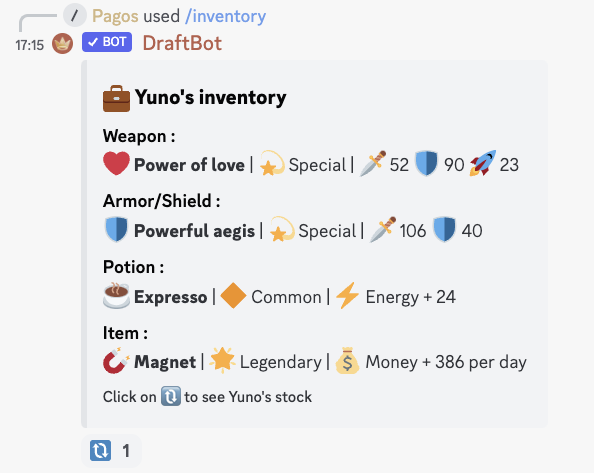 Pagos used /inventory
17:15 ✓ BOT DraftBot
Yuno's inventory
Weapon :
Power of love | Special | 52 90 23
Armor/Shield :
Powerful aegis | Special | 106 40
Potion :
Expresso | Common | Energy + 24
Item :
Magnet | Legendary | Money + 386 per day
Click on 🔃 to see Yuno's stock
1